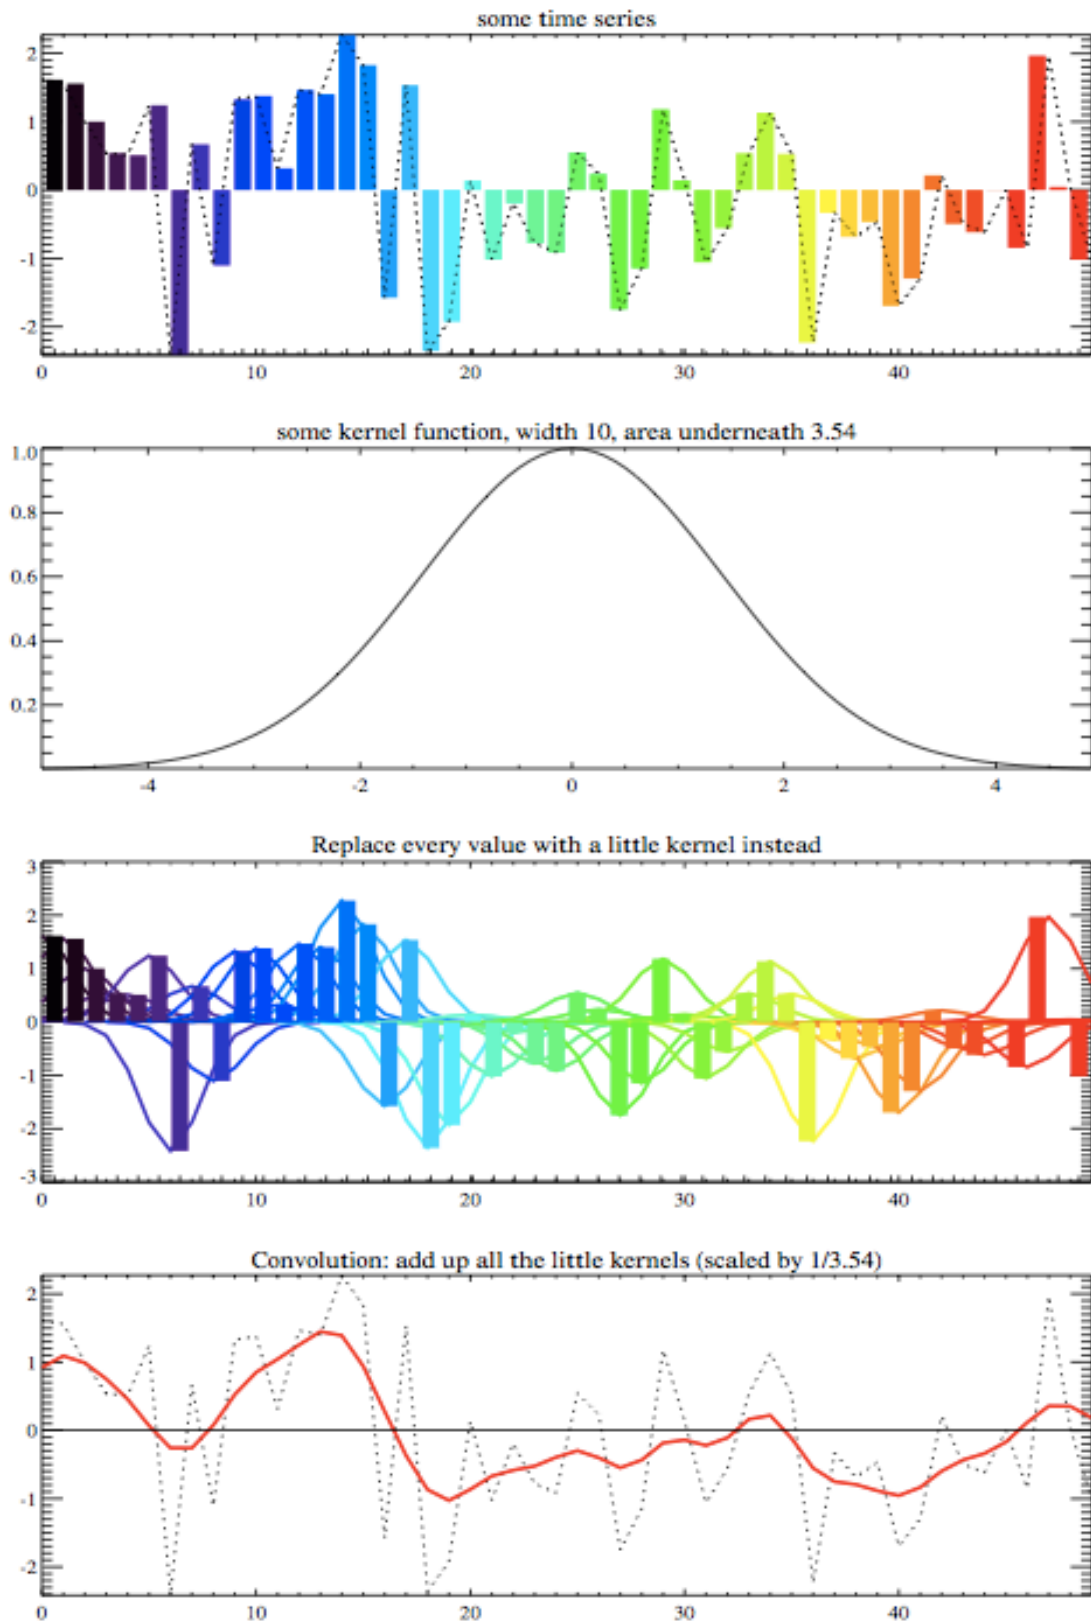 some time series
2
1
0
-1
-2
0 10 20 30 40
some kernel function, width 10, area underneath 3.54
1.0
0.8
0.6
0.4
0.2
-4 -2 0 2 4
Replace every value with a little kernel instead
3
2
1
0
-1
-2
-3
0 10 20 30 40
Convolution: add up all the little kernels (scaled by 1/3.54)
2
1
0
-1
-2
0 10 20 30 40